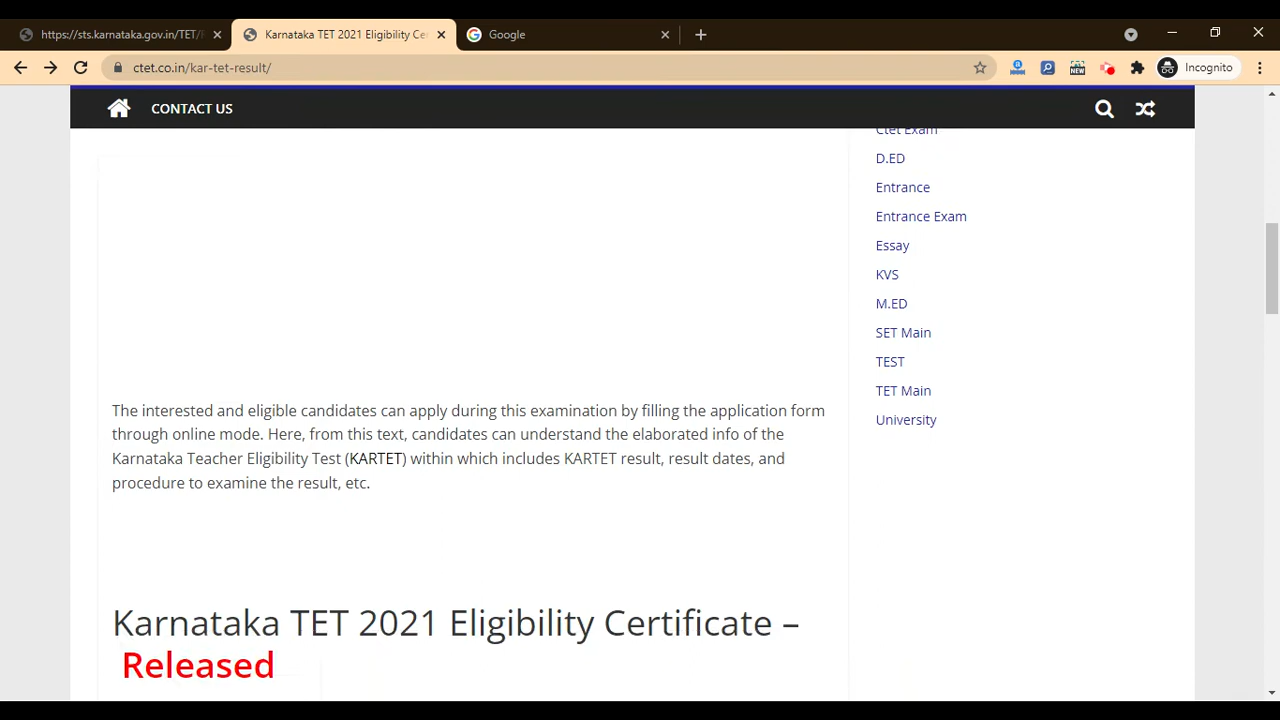 https://sts.karnataka.gov.in/TET/
Karnataka TET 2021 Eligibility Ce
Google
ctet.co.in/kar-tet-result/
NEW
Incognito
CONTACT US
Ctet Exam
D.ED
Entrance
Entrance Exam
Essay
KVS
M.ED
SET Main
TEST
TET Main
University
The interested and eligible candidates can apply during this examination by filling the application form
through online mode. Here, from this text, candidates can understand the elaborated info of the
Karnataka Teacher Eligibility Test (KARTET) within which includes KARTET result, result dates, and
procedure to examine the result, etc.
Karnataka TET 2021 Eligibility Certificate –
Released